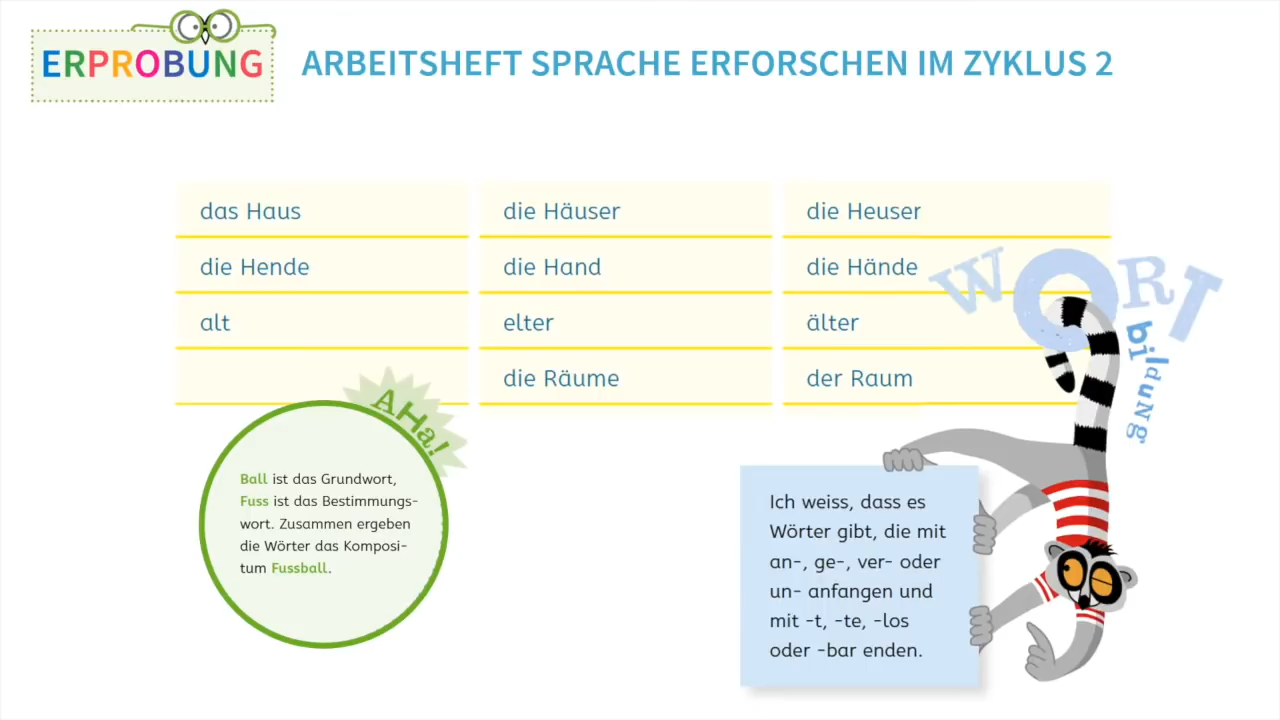 ERPROBUNG
ARBEITSHEFT SPRACHE ERFORSCHEN IM ZYKLUS 2
das Haus die Häuser die Heuser
die Hende die Hand die Hände
alt elter älter
die Räume der Raum
WORT
bildung
AHa!
Ball ist das Grundwort,
Fuss ist das Bestimmungs-
wort. Zusammen ergeben
die Wörter das Komposi-
tum Fussball.
Ich weiss, dass es
Wörter gibt, die mit
an-, ge-, ver- oder
un- anfangen und
mit -t, -te, -los
oder -bar enden.